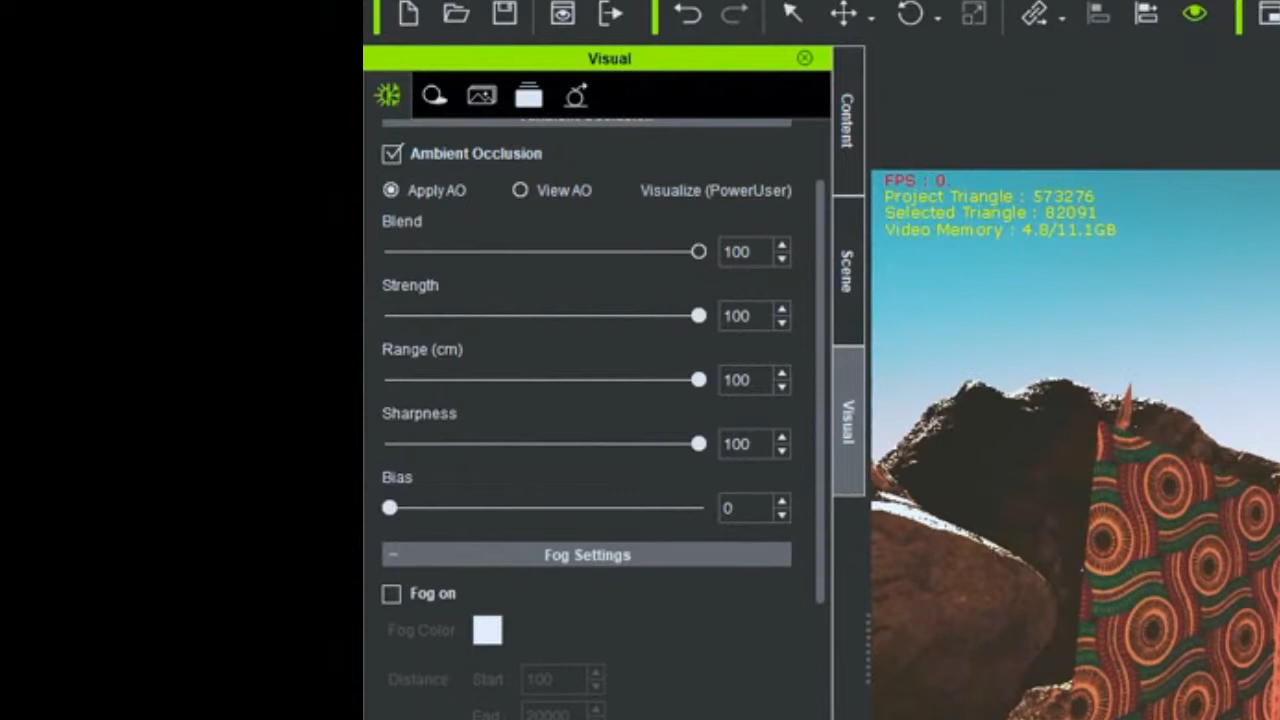 Visual
Ambient Occlusion
Apply AO
View AO
Visualize (PowerUser)
Blend
100
Strength
100
Range (cm)
100
Sharpness
100
Bias
0
Fog Settings
Fog on
Fog Color
Distance
Start
100
End
20000
Content
Scene
Visual
FPS : 0.
Project Triangle : 573276
Selected Triangle : 82091
Video Memory : 4.8/11.1GB